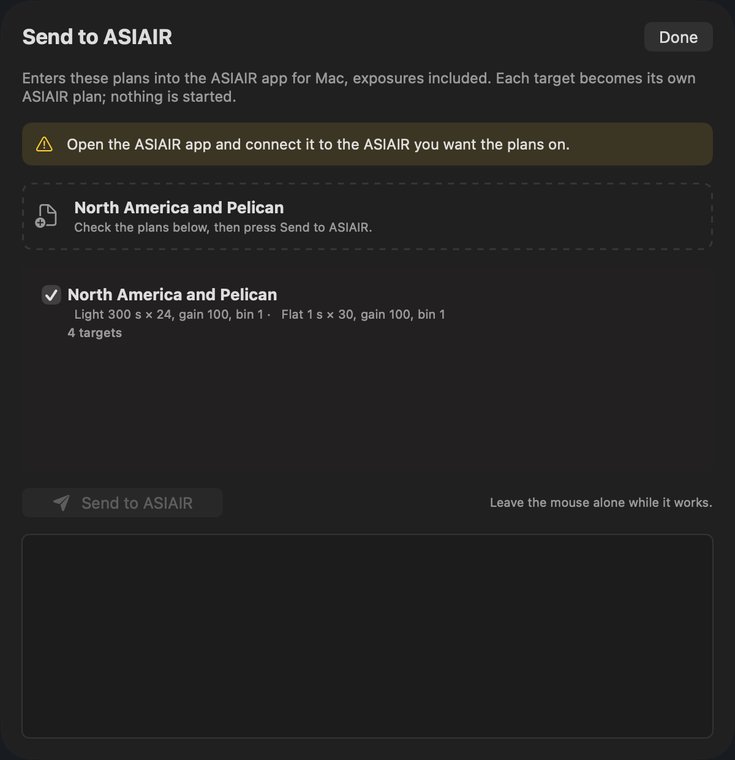 Send to ASIAIR
Done
Enters these plans into the ASIAIR app for Mac, exposures included. Each target becomes its own
ASIAIR plan; nothing is started.
Open the ASIAIR app and connect it to the ASIAIR you want the plans on.
North America and Pelican
Check the plans below, then press Send to ASIAIR.
North America and Pelican
Light 300 s × 24, gain 100, bin 1 ·   Flat 1 s × 30, gain 100, bin 1
4 targets
Send to ASIAIR
Leave the mouse alone while it works.